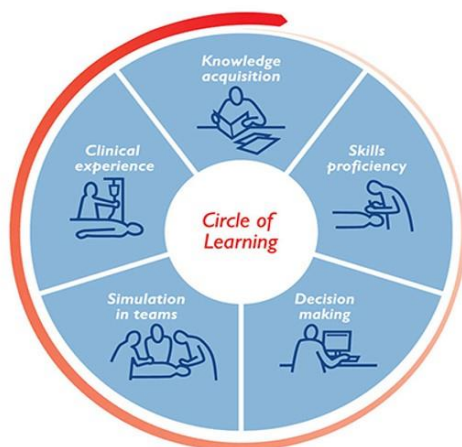 Knowledge
acquisition
Skills
proficiency
Decision
making
Simulation
in teams
Clinical
experience
Circle of
Learning